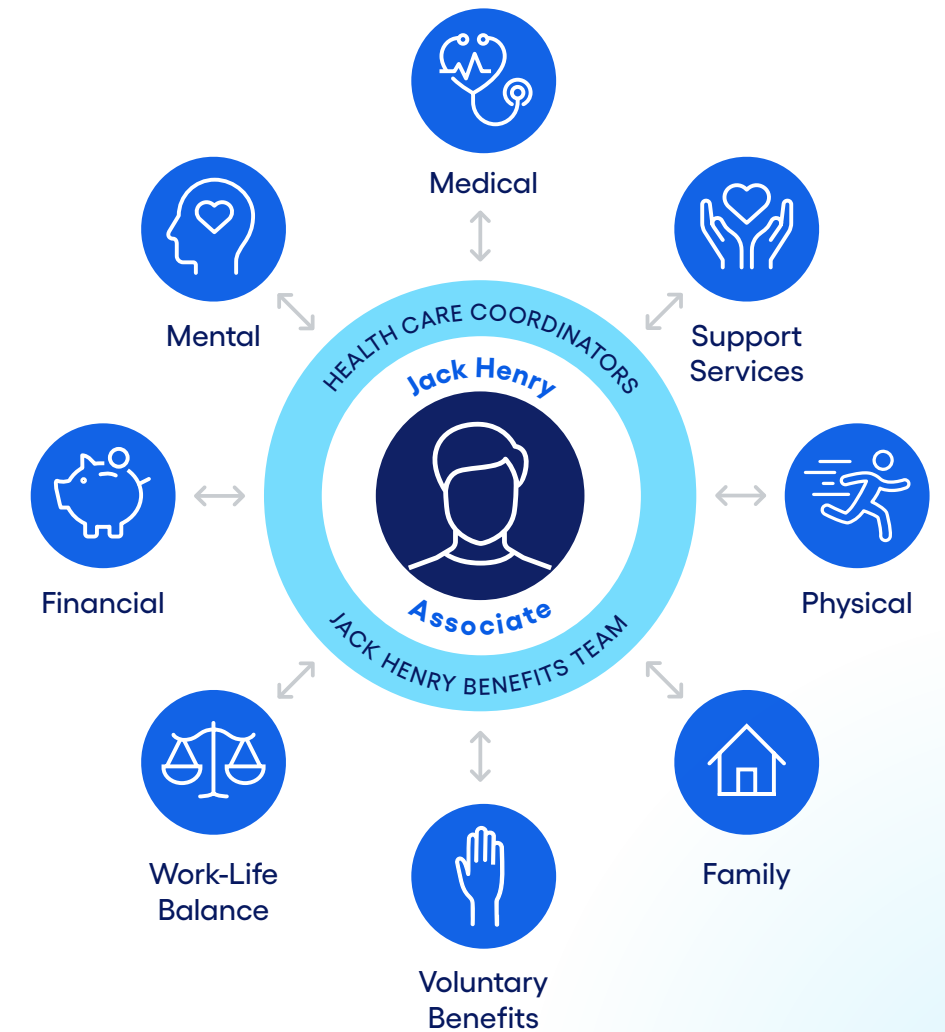 Medical
Mental
Support
Services
HEALTH CARE COORDINATORS
Jack Henry
Associate
JACK HENRY BENEFITS TEAM
Financial
Physical
Work-Life
Balance
Family
Voluntary
Benefits